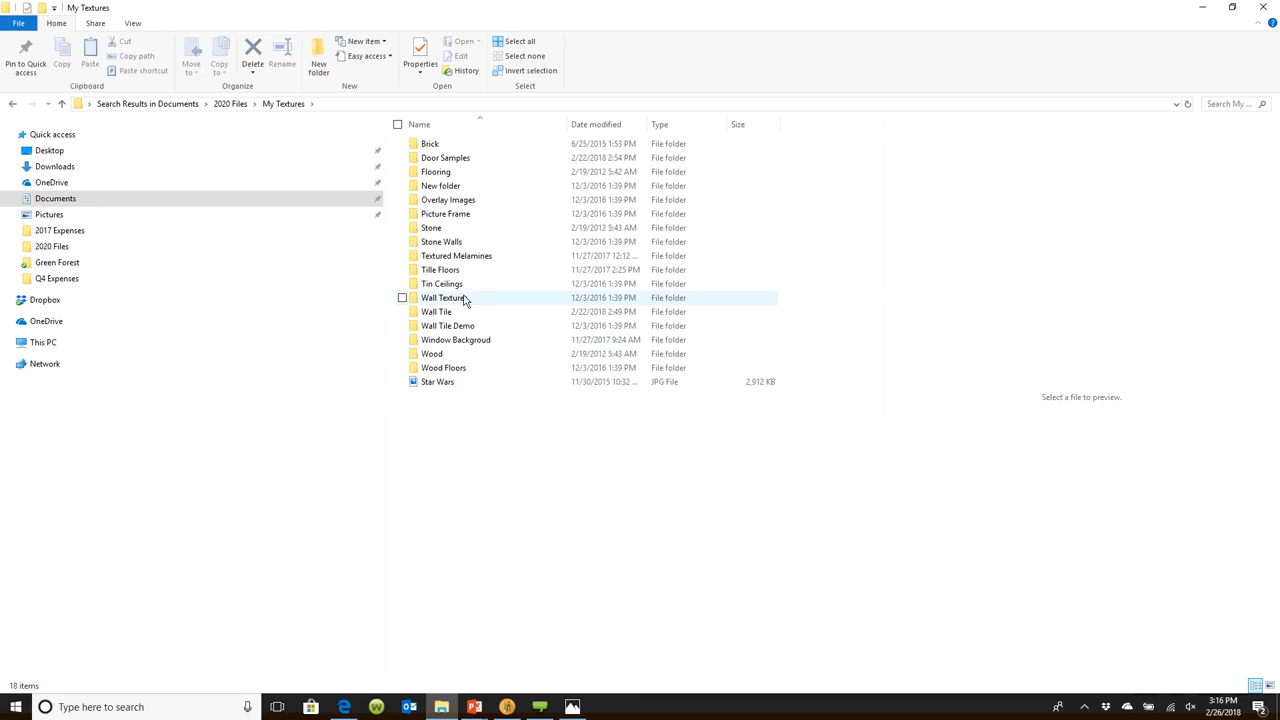 My Textures
File Home Share View
Pin to Quick access
Copy
Paste
Cut
Copy path
Paste shortcut
Clipboard
Move to
Copy to
Delete
Rename
Organize
New folder
New item
Easy access
New
Properties
Open
Edit
History
Open
Select all
Select none
Invert selection
Select
Search Results in Documents > 2020 Files > My Textures >
Search My ...
Quick access
Desktop
Downloads
OneDrive
Documents
Pictures
2017 Expenses
2020 Files
Green Forest
Q4 Expenses
Dropbox
OneDrive
This PC
Network
Name Date modified Type Size
Brick 6/25/2015 1:53 PM File folder
Door Samples 2/22/2018 2:54 PM File folder
Flooring 2/19/2012 5:42 AM File folder
New folder 12/3/2016 1:39 PM File folder
Overlay Images 12/3/2016 1:39 PM File folder
Picture Frame 12/3/2016 1:39 PM File folder
Stone 2/19/2012 5:43 AM File folder
Stone Walls 12/3/2016 1:39 PM File folder
Textured Melamines 11/27/2017 12:12 ... File folder
Tille Floors 11/27/2017 2:25 PM File folder
Tin Ceilings 12/3/2016 1:39 PM File folder
Wall Texture 12/3/2016 1:39 PM File folder
Wall Tile 2/22/2018 2:49 PM File folder
Wall Tile Demo 12/3/2016 1:39 PM File folder
Window Backgroud 11/27/2017 9:24 AM File folder
Wood 2/19/2012 5:43 AM File folder
Wood Floors 12/3/2016 1:39 PM File folder
Star Wars 11/30/2015 10:32 ... JPG File 2,912 KB
Select a file to preview.
18 items
Type here to search
3:16 PM
2/26/2018